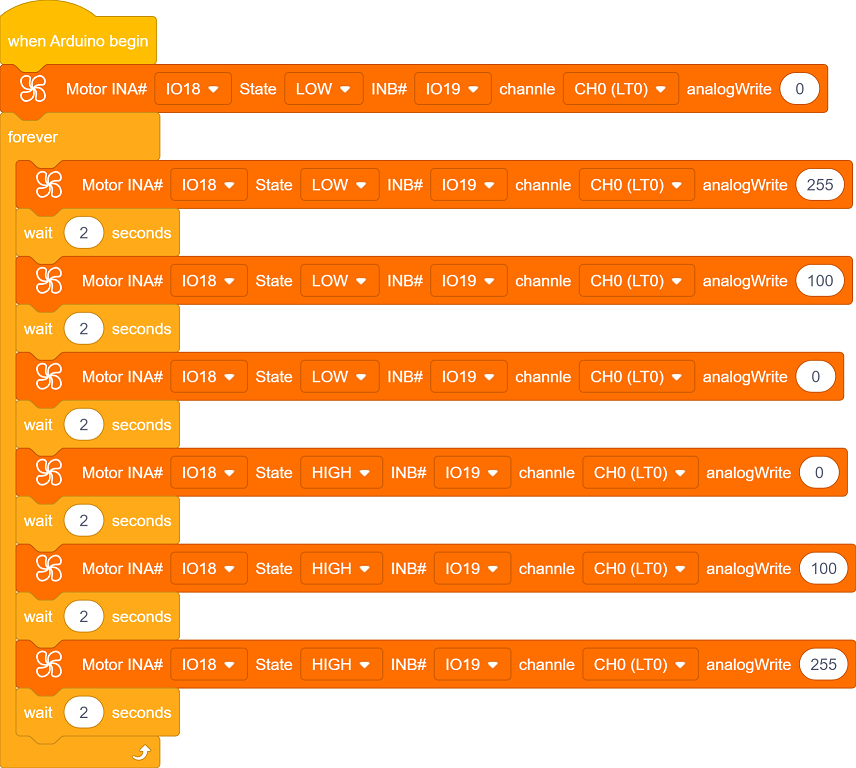 when Arduino begin
Motor INA# IO18 State LOW INB# IO19 channle CH0 (LT0) analogWrite 0
forever
Motor INA# IO18 State LOW INB# IO19 channle CH0 (LT0) analogWrite 255
wait 2 seconds
Motor INA# IO18 State LOW INB# IO19 channle CH0 (LT0) analogWrite 100
wait 2 seconds
Motor INA# IO18 State LOW INB# IO19 channle CH0 (LT0) analogWrite 0
wait 2 seconds
Motor INA# IO18 State HIGH INB# IO19 channle CH0 (LT0) analogWrite 0
wait 2 seconds
Motor INA# IO18 State HIGH INB# IO19 channle CH0 (LT0) analogWrite 100
wait 2 seconds
Motor INA# IO18 State HIGH INB# IO19 channle CH0 (LT0) analogWrite 255
wait 2 seconds